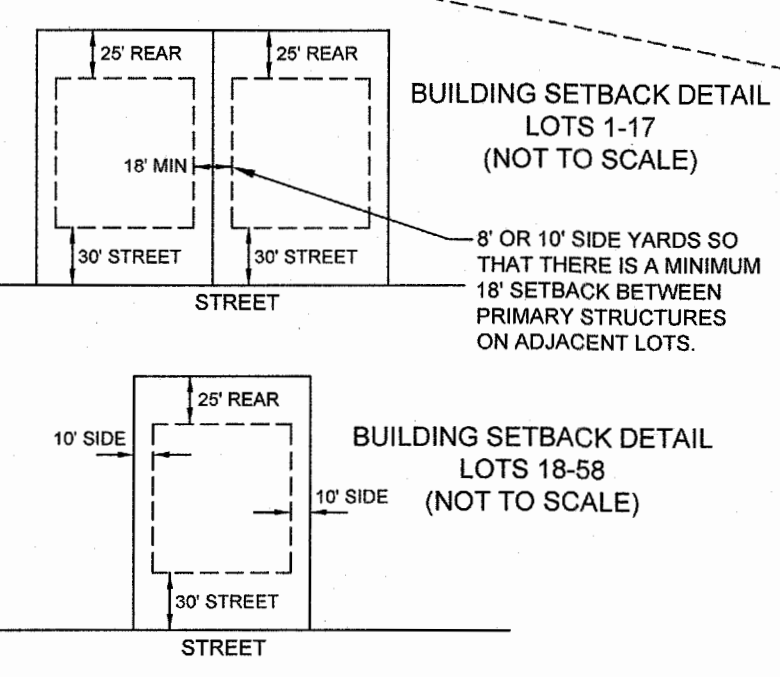 25' REAR
25' REAR
BUILDING SETBACK DETAIL
LOTS 1-17
(NOT TO SCALE)
18' MIN
8' OR 10' SIDE YARDS SO
THAT THERE IS A MINIMUM
18' SETBACK BETWEEN
PRIMARY STRUCTURES
ON ADJACENT LOTS.
30' STREET
30' STREET
STREET
25' REAR
10' SIDE
BUILDING SETBACK DETAIL
LOTS 18-58
(NOT TO SCALE)
10' SIDE
30' STREET
STREET